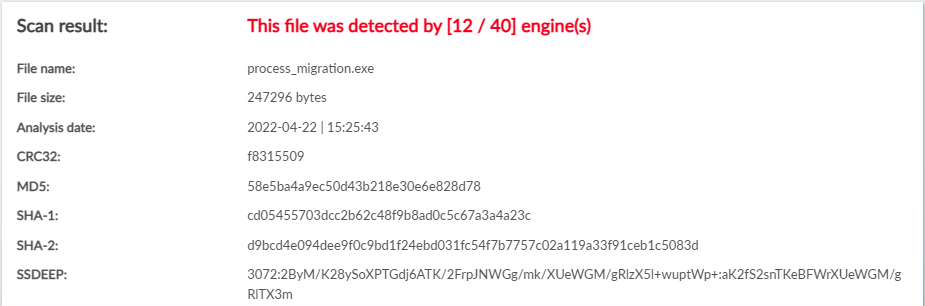 Scan result: This file was detected by [12 / 40] engine(s)
File name: process_migration.exe
File size: 247296 bytes
Analysis date: 2022-04-22 | 15:25:43
CRC32: f8315509
MD5: 58e5ba4a9ec50d43b218e30e6e828d78
SHA-1: cd05455703dcc2b62c48f9b8ad0c5c67a3a4a23c
SHA-2: d9bcd4e094dee9f0c9bd1f24ebd031fc54f7b7757c02a119a33f91ceb1c5083d
SSDEEP: 3072:2ByM/K28ySoXPTGdj6ATK/2FrpJNWGg/mk/XUeWGM/gRlzX5l+wuptWp+:aK2fS2snTKeBFWrXUeWGM/g
RlTX3m